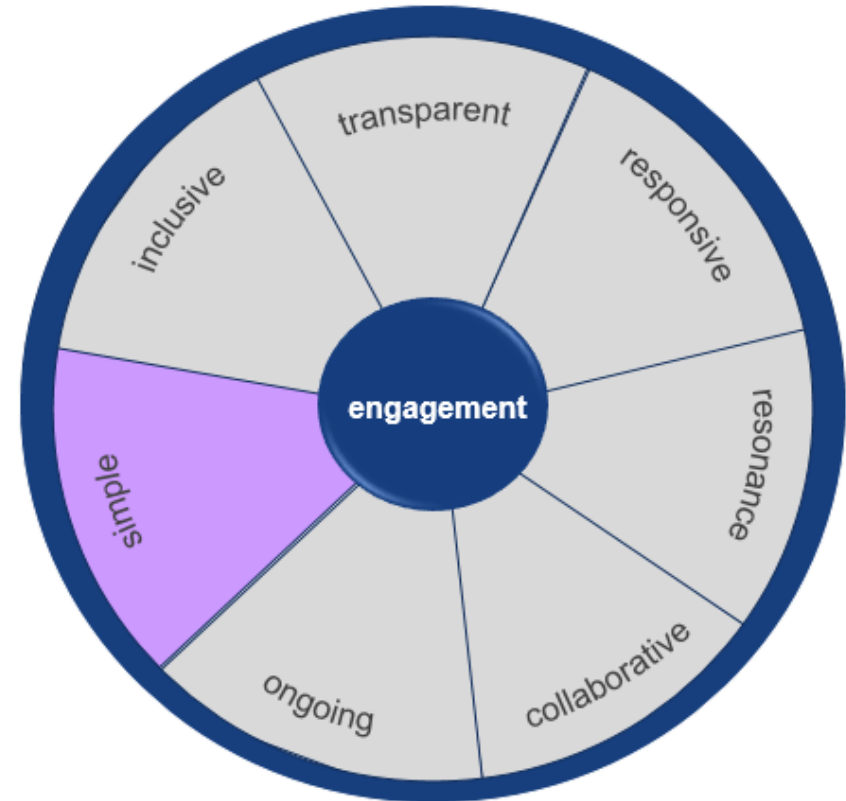 transparent
responsive
resonance
collaborative
ongoing
simple
inclusive
engagement